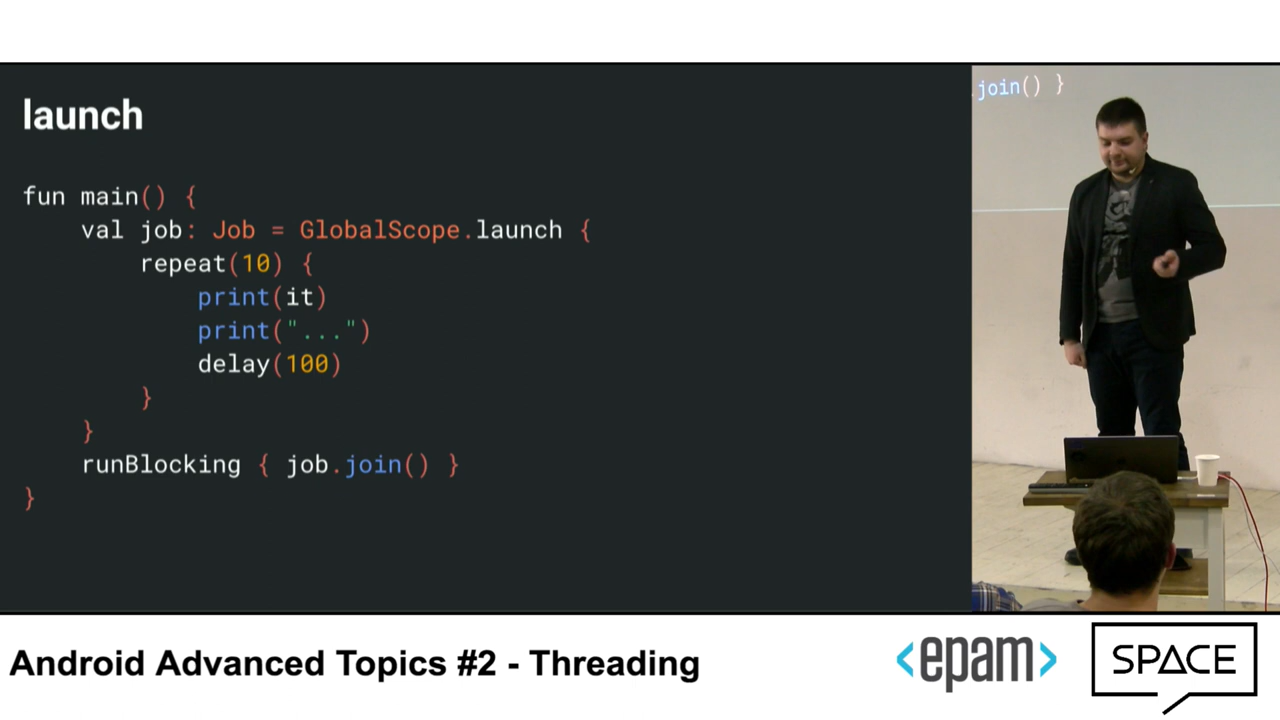 launch
fun main() {
    val job: Job = GlobalScope.launch {
        repeat(10) {
            print(it)
            print("...")
            delay(100)
        }
    }
    runBlocking { job.join() }
}
.join() }
Android Advanced Topics #2 - Threading
<epam>
SPACE